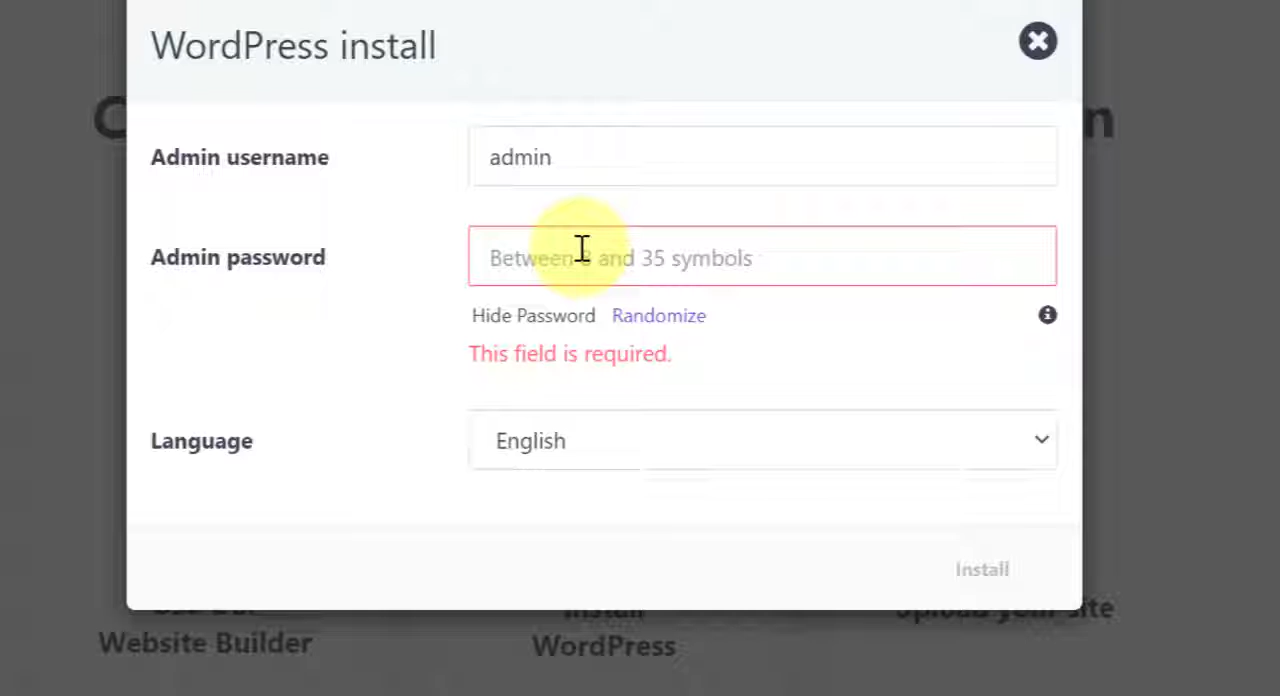 WordPress install
Admin username
admin
Admin password
Between 8 and 35 symbols
Hide Password Randomize
This field is required.
Language
English
Install
Install
Website Builder
WordPress